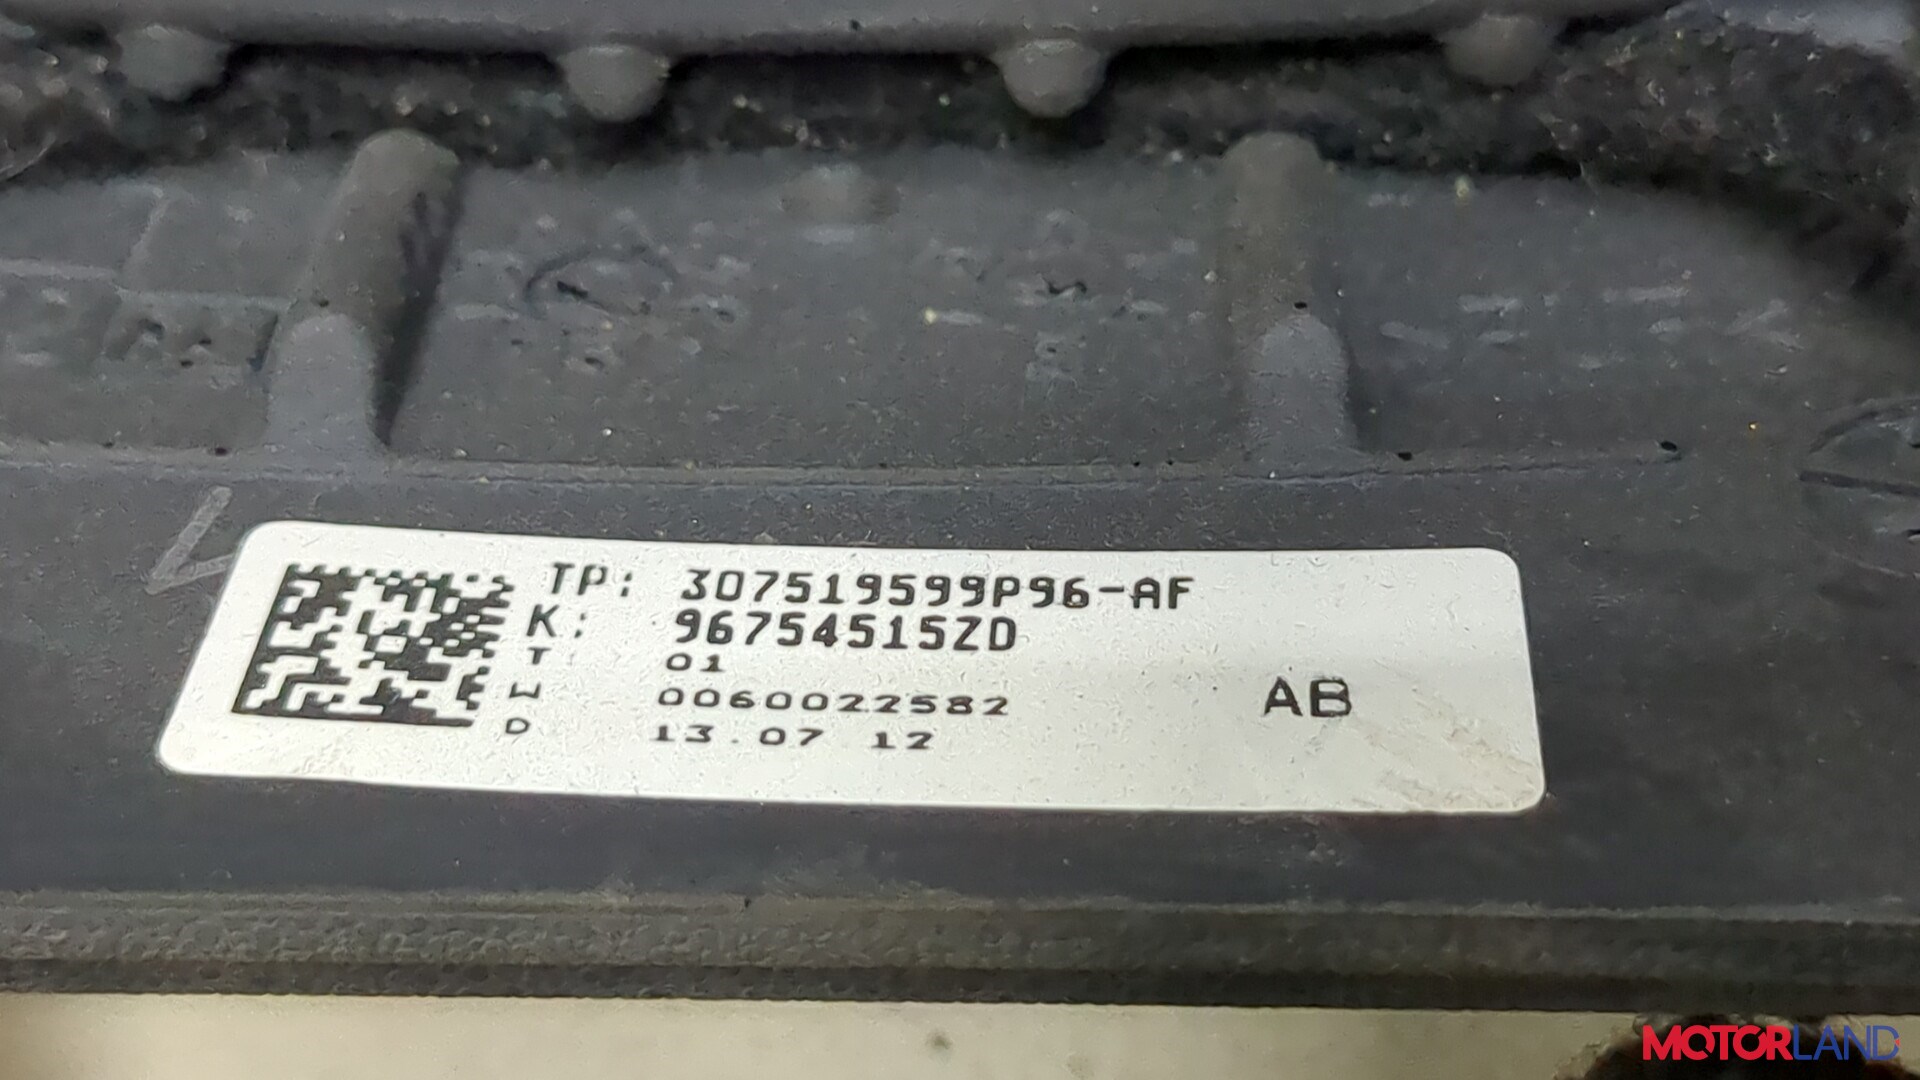 TP: 307519599P96-AF
K: 96754515ZD
T: 01
W 0060022582
D 13.07 12
AB
MOTORLAND